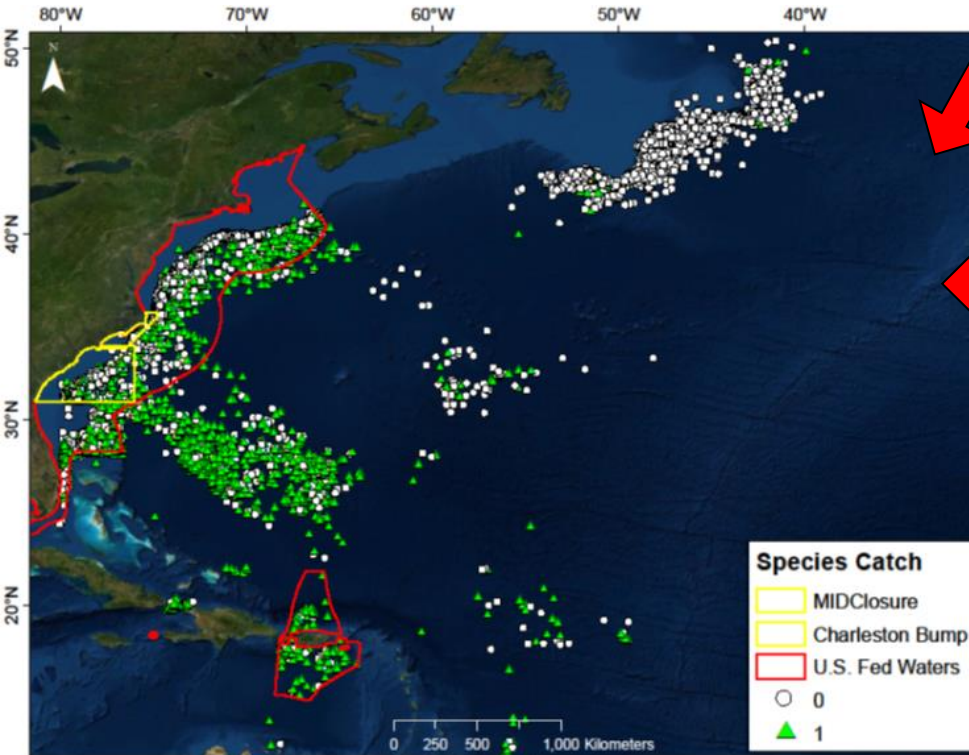 80°W 70°W 60°W 50°W 40°W
50°N
N
40°N
30°N
20°N
Species Catch
MIDClosure
Charleston Bump
U.S. Fed Waters
0
1
0 250 500 1,000 Kilometers